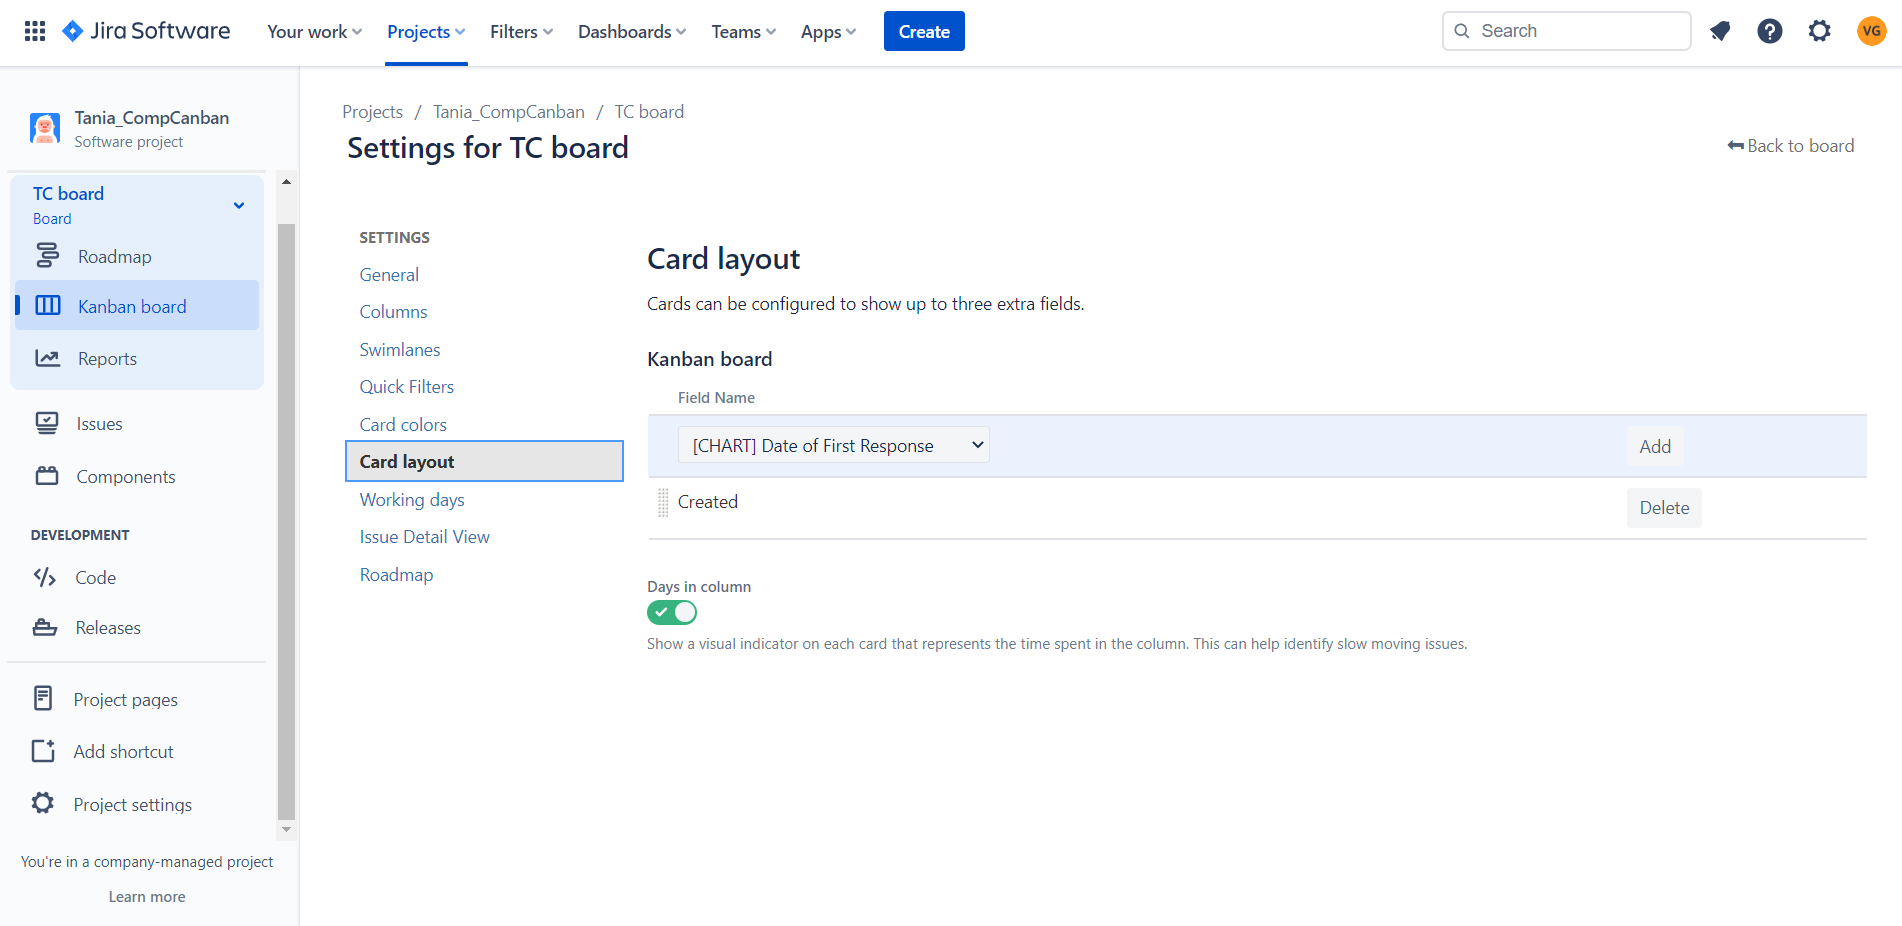 Jira Software
Your work
Projects
Filters
Dashboards
Teams
Apps
Create
Search
VG
Tania_CompCanban
Software project
TC board
Board
Roadmap
Kanban board
Reports
Issues
Components
DEVELOPMENT
Code
Releases
Project pages
Add shortcut
Project settings
You're in a company-managed project
Learn more
Projects / Tania_CompCanban / TC board
Settings for TC board
Back to board
SETTINGS
General
Columns
Swimlanes
Quick Filters
Card colors
Card layout
Working days
Issue Detail View
Roadmap
Card layout
Cards can be configured to show up to three extra fields.
Kanban board
Field Name
[CHART] Date of First Response
Add
Created
Delete
Days in column
Show a visual indicator on each card that represents the time spent in the column. This can help identify slow moving issues.